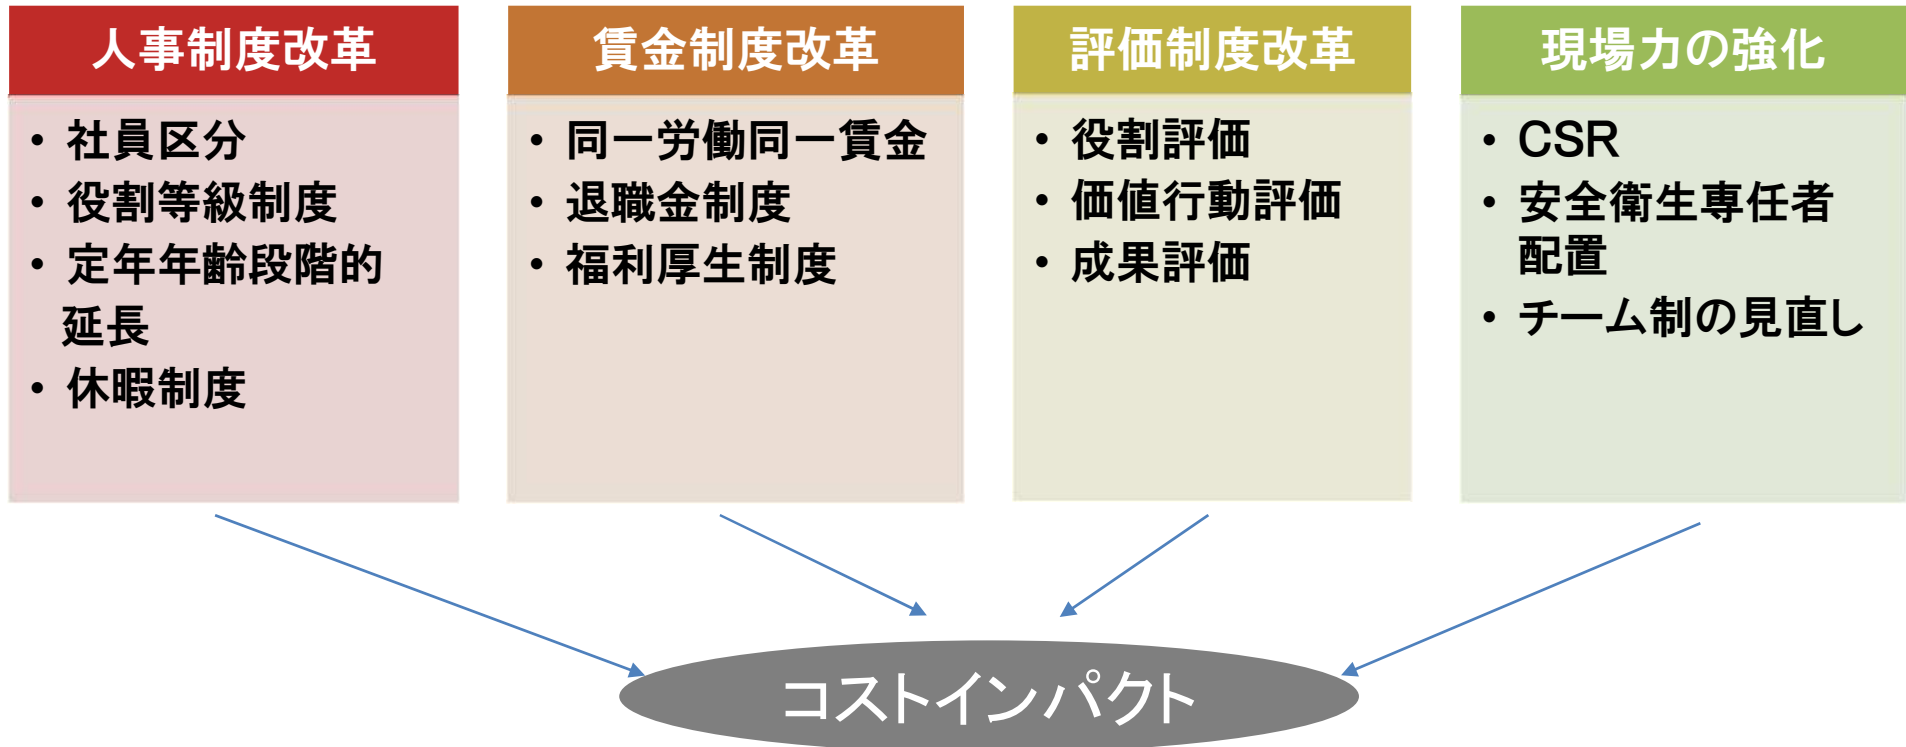 人事制度改革
・社員区分
・役割等級制度
・定年年齢段階的
延長
・休暇制度
賃金制度改革
・同一労働同一賃金
・退職金制度
・福利厚生制度
評価制度改革
・役割評価
・価値行動評価
・成果評価
現場力の強化
・CSR
・安全衛生専任者
配置
・チーム制の見直し
コストインパクト